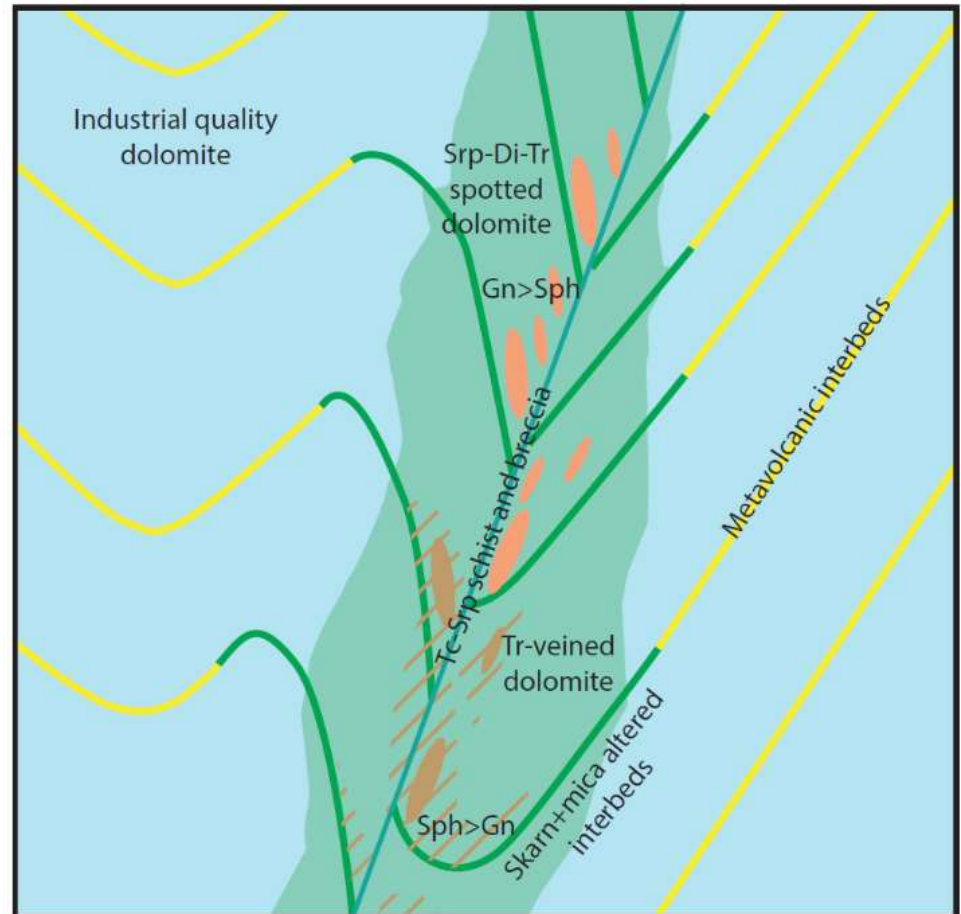 Industrial quality
dolomite
Srp-Di-Tr
spotted
dolomite
Gn>Sph
Metavolcanic interbeds
Tc-Srp schist and breccia
Tr-veined
dolomite
Skarn+mica altered
interbeds
Sph>Gn